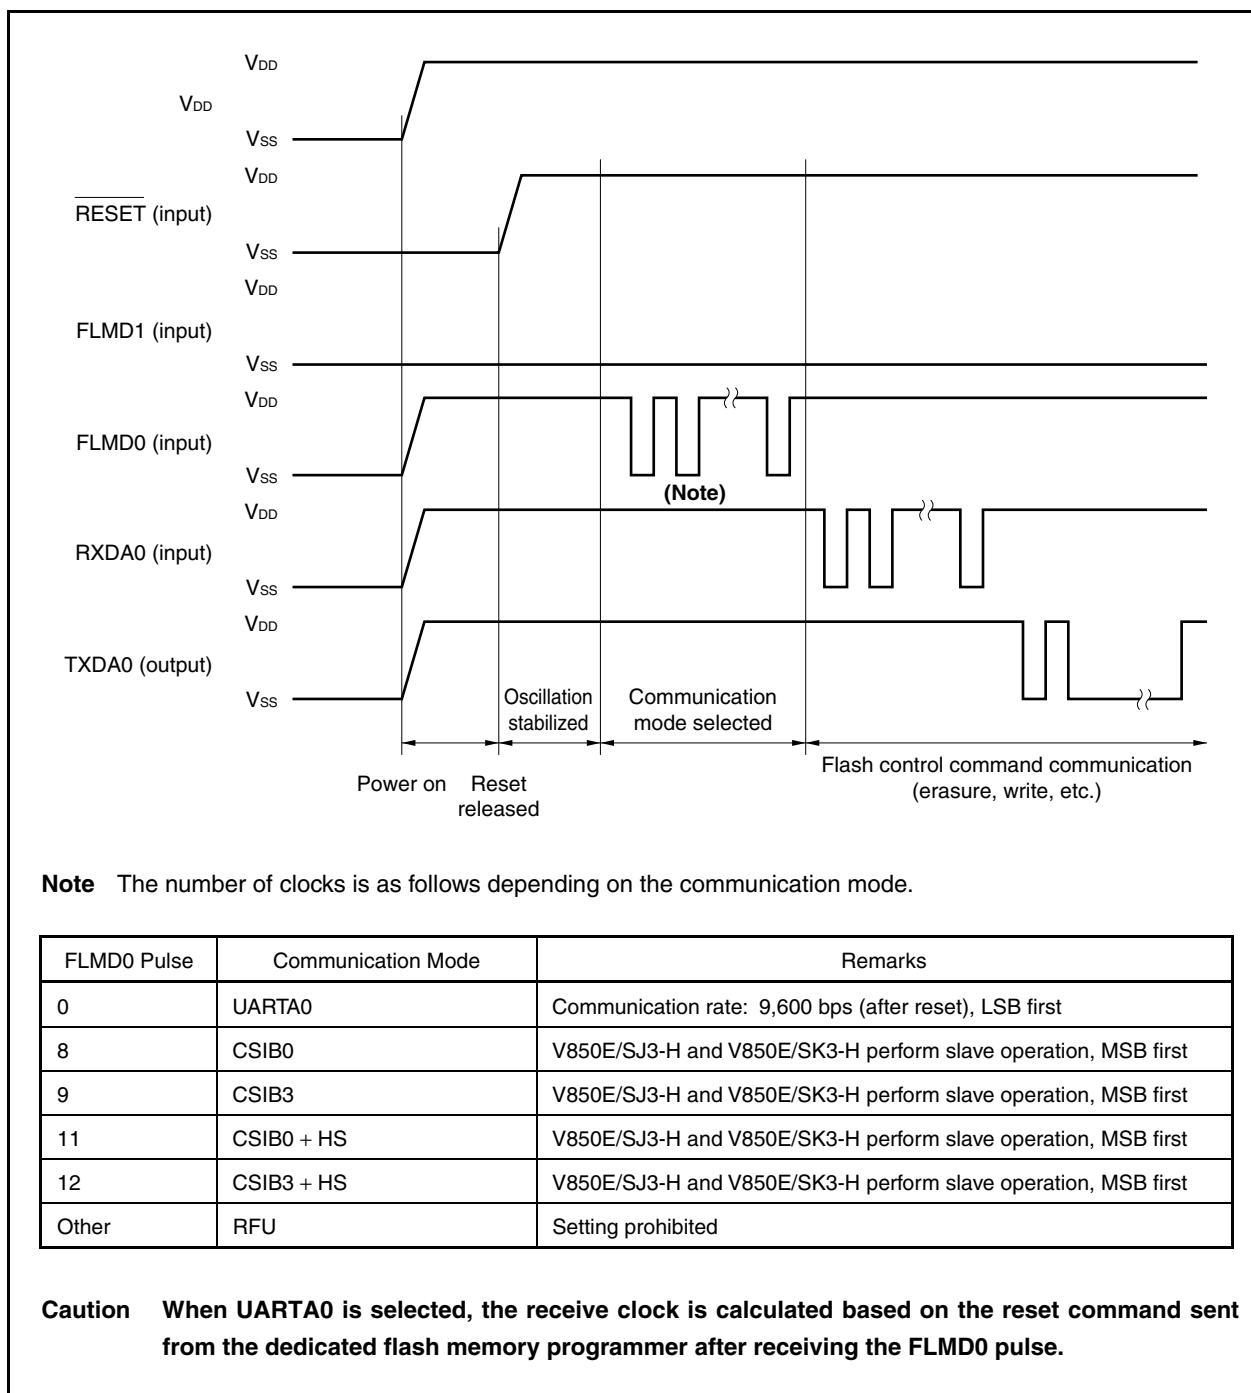 VDD
VDD
VSS
VDD
RESET (input)
VSS
VDD
FLMD1 (input)
VSS
VDD
FLMD0 (input)
VSS
(Note)
VDD
RXDA0 (input)
VSS
VDD
TXDA0 (output)
VSS
Oscillation
stabilized
Communication
mode selected
Power on
Reset
released
Flash control command communication
(erasure, write, etc.)
Note The number of clocks is as follows depending on the communication mode.
FLMD0 Pulse Communication Mode Remarks
0 UARTA0 Communication rate: 9,600 bps (after reset), LSB first
8 CSIB0 V850E/SJ3-H and V850E/SK3-H perform slave operation, MSB first
9 CSIB3 V850E/SJ3-H and V850E/SK3-H perform slave operation, MSB first
11 CSIB0 + HS V850E/SJ3-H and V850E/SK3-H perform slave operation, MSB first
12 CSIB3 + HS V850E/SJ3-H and V850E/SK3-H perform slave operation, MSB first
Other RFU Setting prohibited
Caution When UARTA0 is selected, the receive clock is calculated based on the reset command sent
from the dedicated flash memory programmer after receiving the FLMD0 pulse.